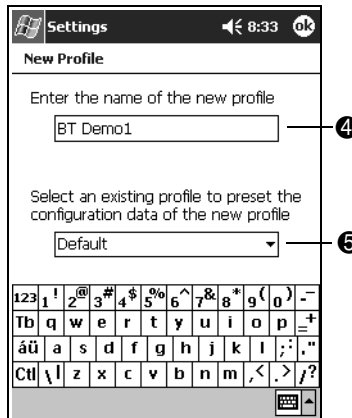 Settings 8:33 ok
New Profile
Enter the name of the new profile
BT Demo1 4
Select an existing profile to preset the
configuration data of the new profile
Default 5
123 1 ! 2 @ 3 # 4 $ 5 % 6 ^ 7 & 8 * 9 ( 0 ) - _
Tb q w e r t y u i o p = +
áü a s d f g h j k l ; : ' "
Ctl \ | z x c v b n m , < . > / ?